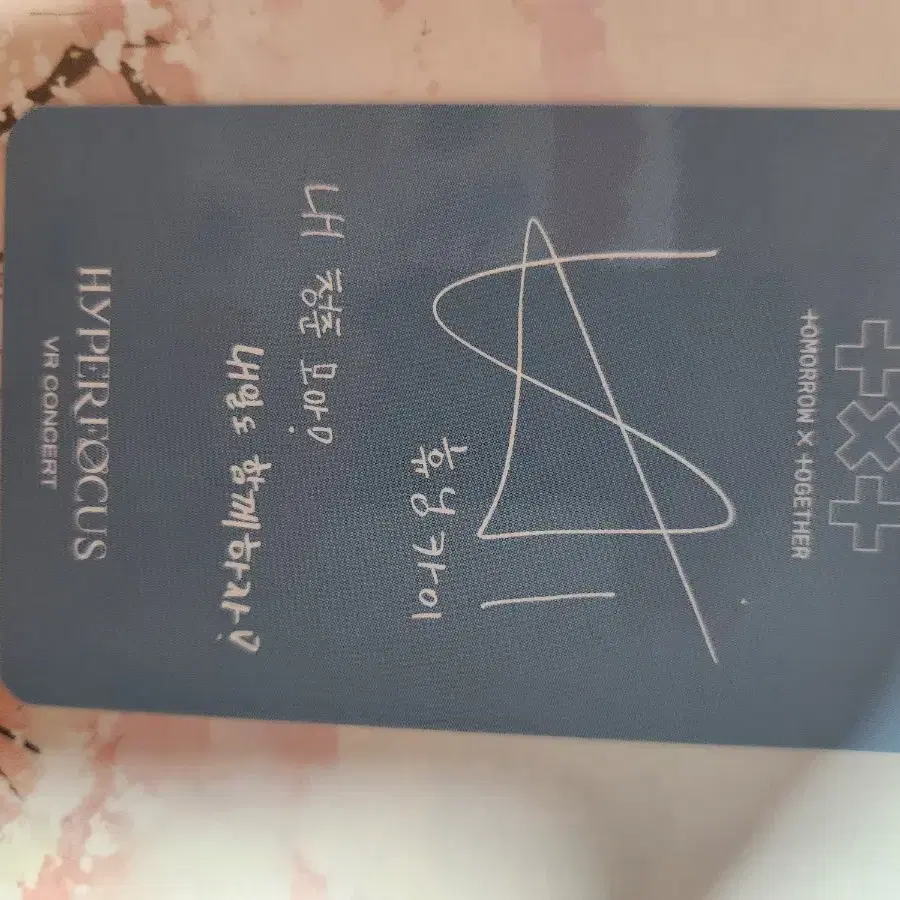 TOMORROW X TOGETHER
휴닝카이
내 청춘 모아!
내일도 함께하자!
HYPERFOCUS
VR CONCERT